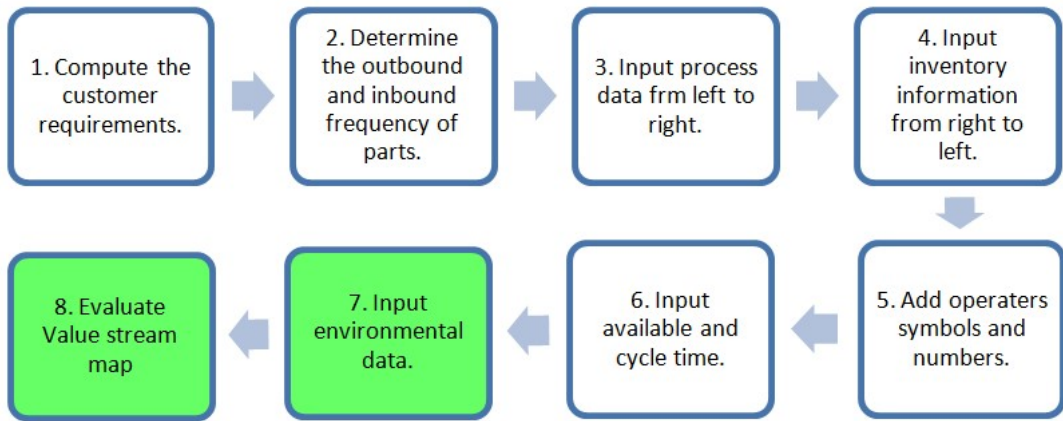 1. Compute the
customer
requirements.
2. Determine
the outbound
and inbound
frequency of
parts.
3. Input process
data frm left to
right.
4. Input
inventory
information
from right to
left.
5. Add operaters
symbols and
numbers.
6. Input
available and
cycle time.
7. Input
environmental
data.
8. Evaluate
Value stream
map